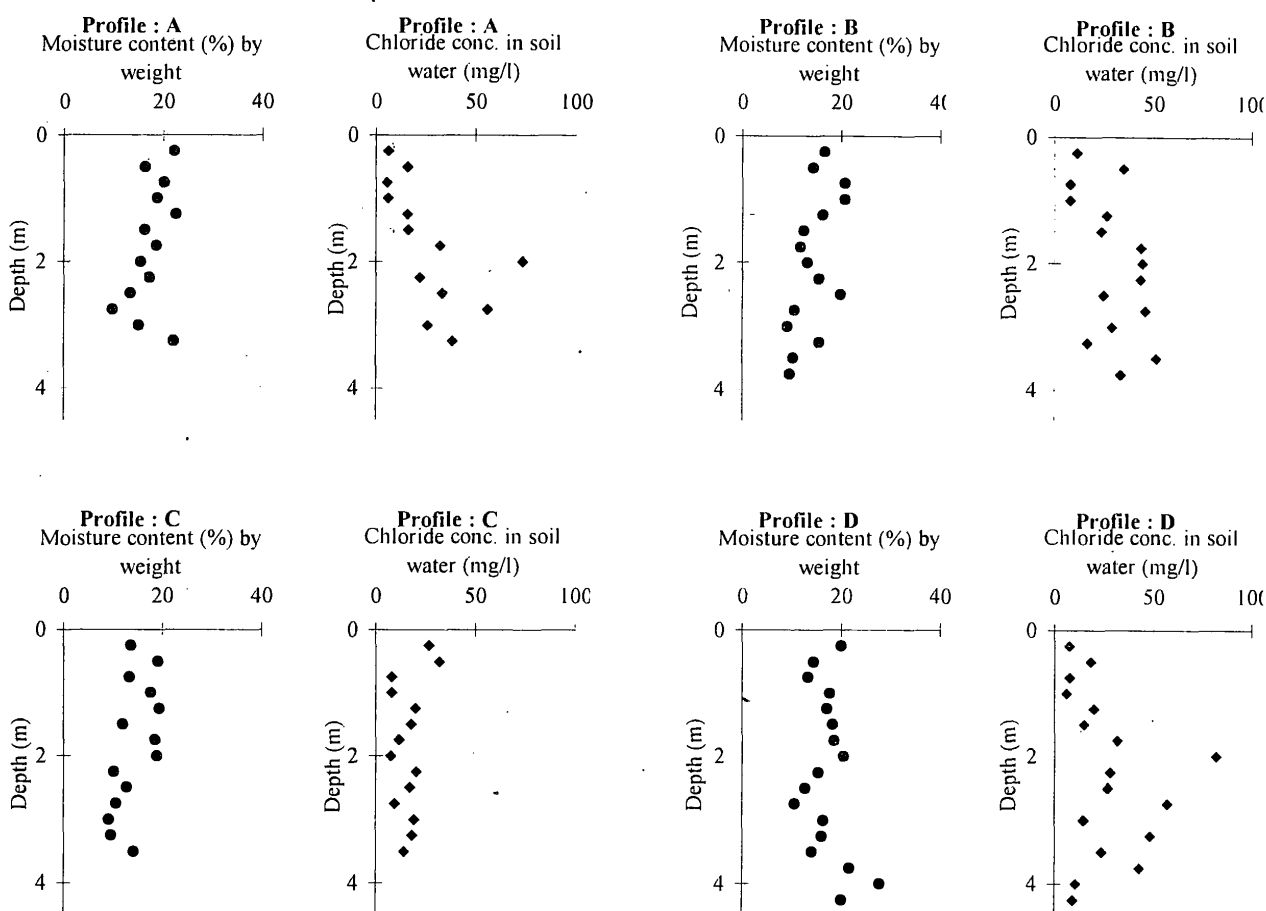 Profile : A
Moisture content (%) by
weight
0 20 40
0
2
4
Depth (m)
Profile : A
Chloride conc. in soil
water (mg/l)
0 50 100
0
2
4
Depth (m)
Profile : B
Moisture content (%) by
weight
0 20 40
0
2
4
Depth (m)
Profile : B
Chloride conc. in soil
water (mg/l)
0 50 100
0
2
4
Depth (m)
Profile : C
Moisture content (%) by
weight
0 20 40
0
2
4
Depth (m)
Profile : C
Chloride conc. in soil
water (mg/l)
0 50 100
0
2
4
Depth (m)
Profile : D
Moisture content (%) by
weight
0 20 40
0
2
4
Depth (m)
Profile : D
Chloride conc. in soil
water (mg/l)
0 50 100
0
2
4
Depth (m)